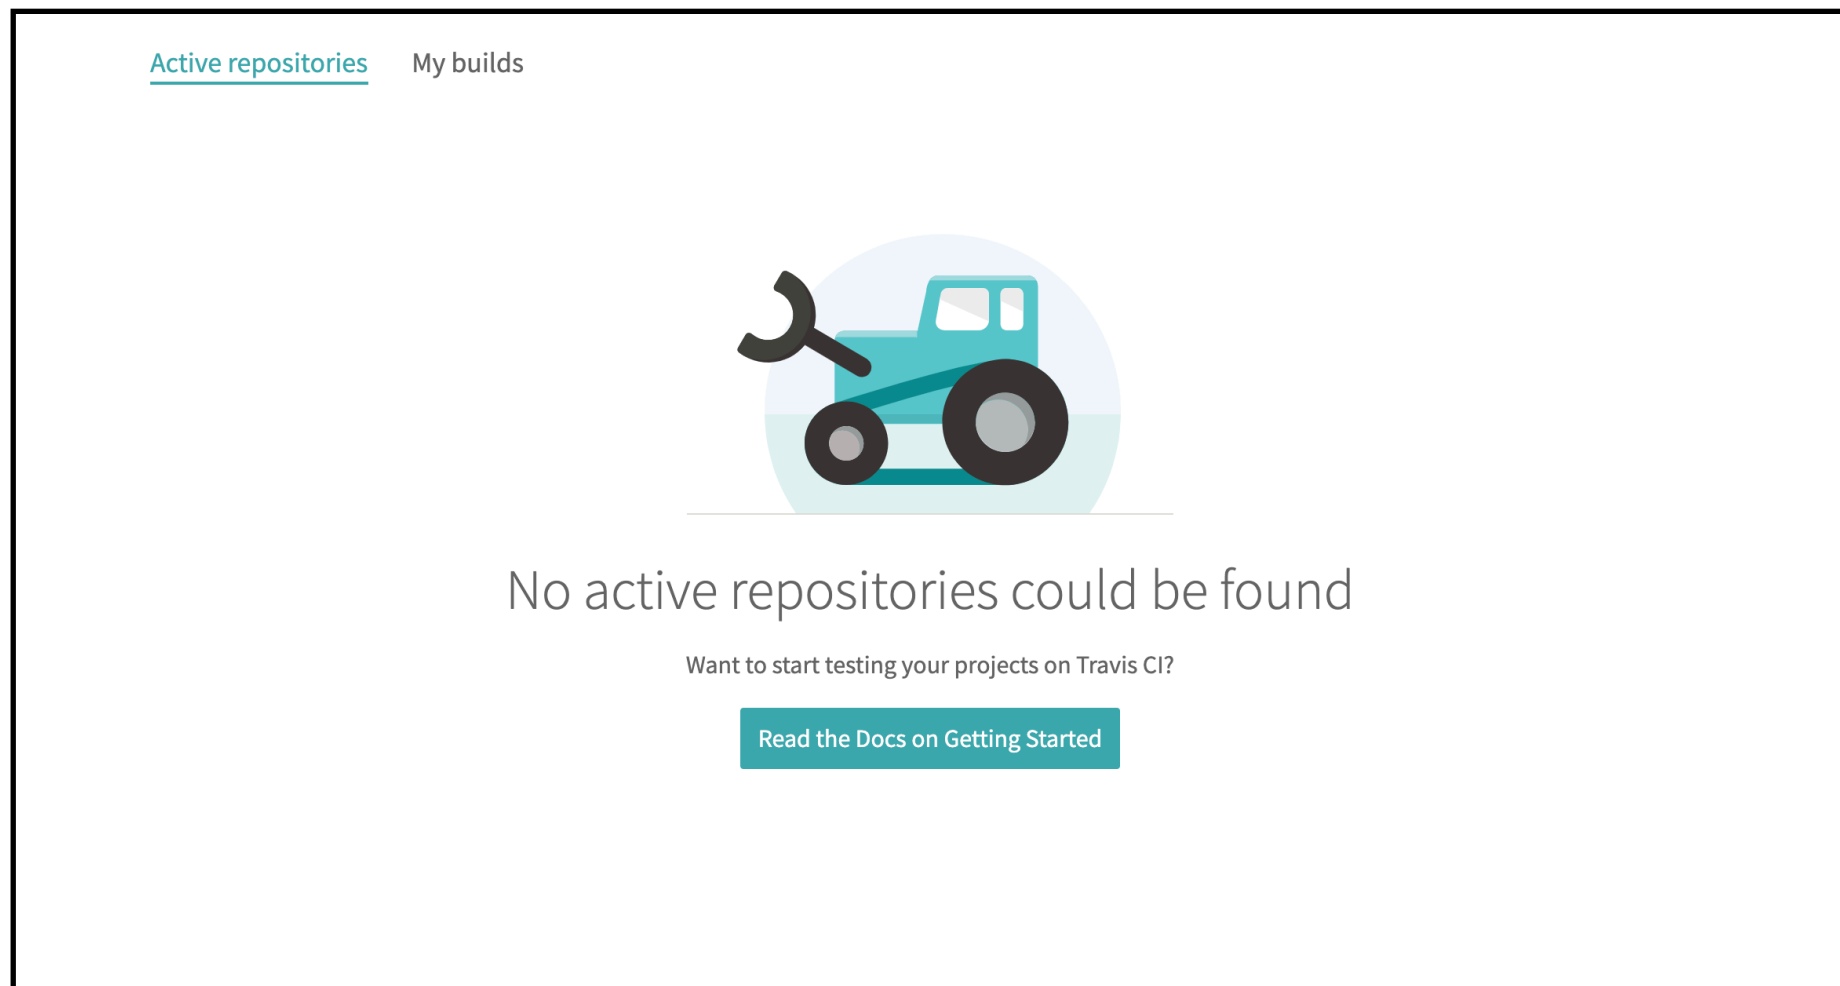 Active repositories My builds
No active repositories could be found
Want to start testing your projects on Travis CI?
Read the Docs on Getting Started